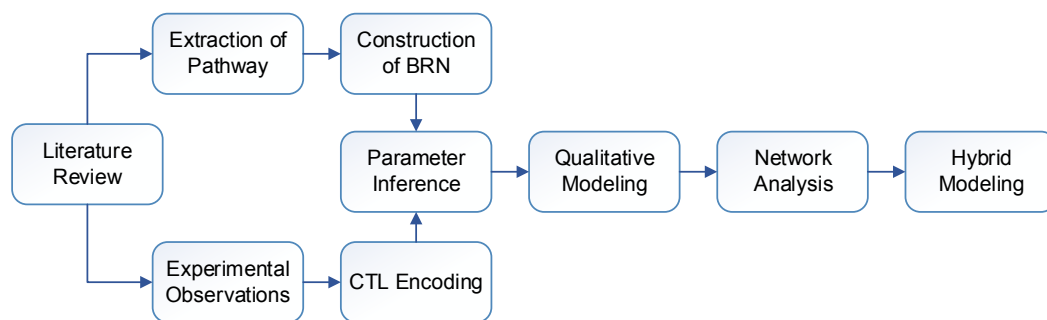 Extraction of
Pathway
Construction
of BRN
Literature
Review
Parameter
Inference
Qualitative
Modeling
Network
Analysis
Hybrid
Modeling
Experimental
Observations
CTL Encoding